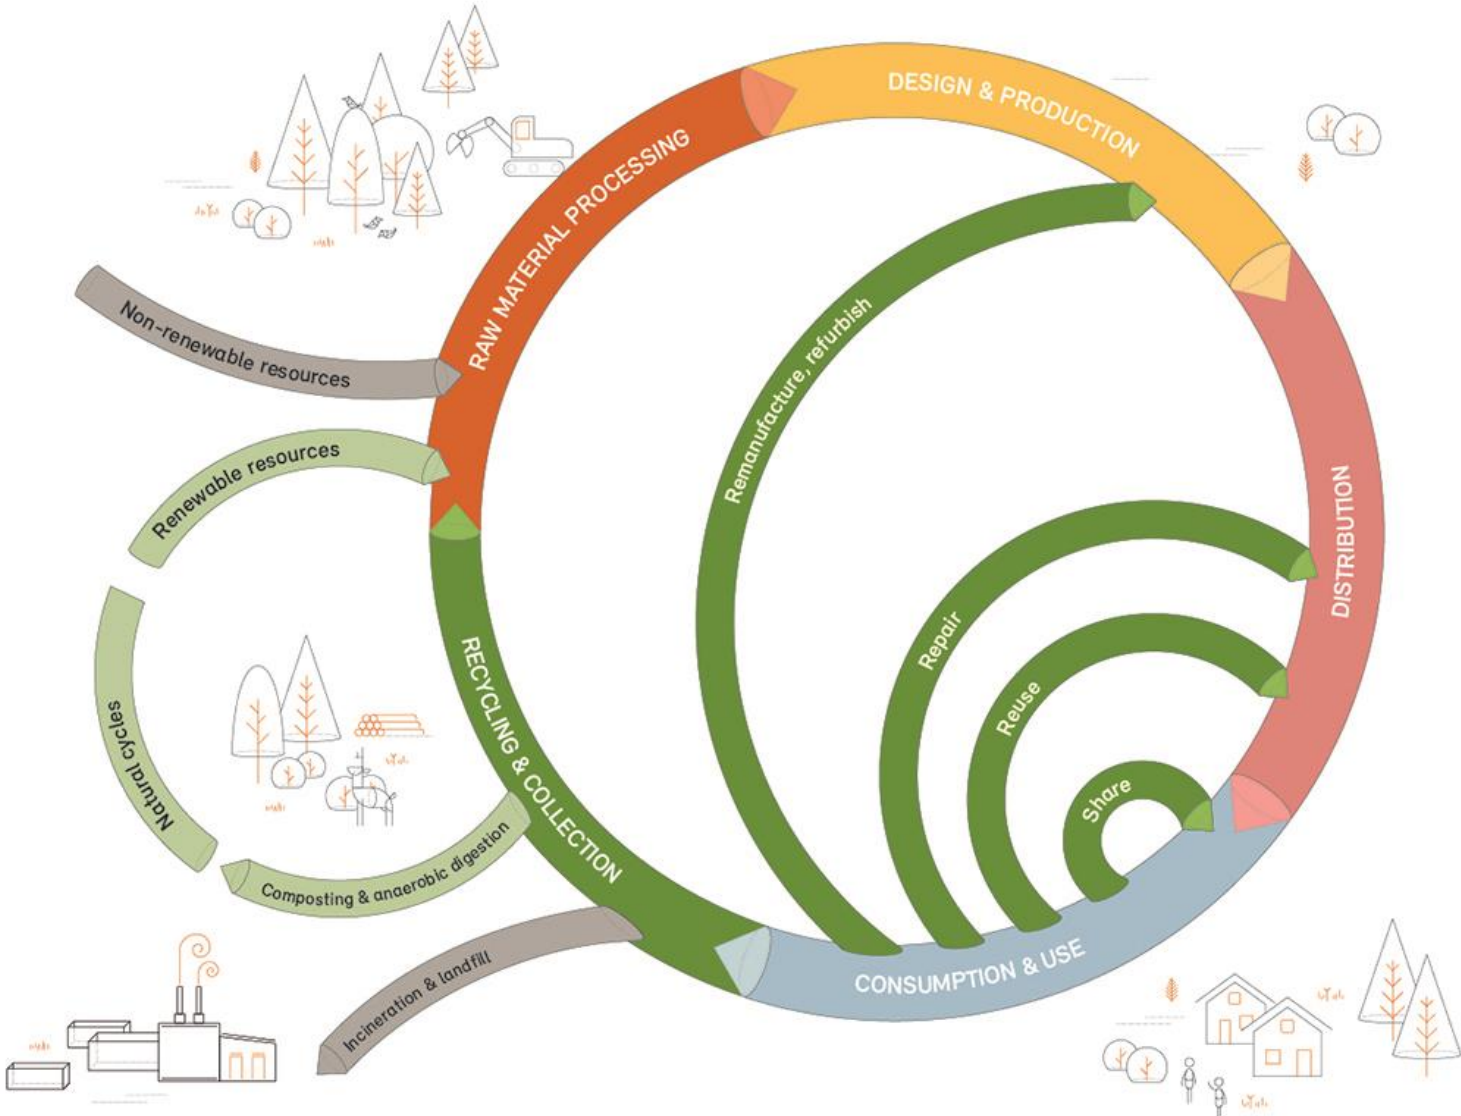 DESIGN & PRODUCTION
RAW MATERIAL PROCESSING
Non-renewable resources
Remanufacture, refurbish
Renewable resources
DISTRIBUTION
Repair
RECYCLING & COLLECTION
Reuse
Natural cycles
Share
Composting & anaerobic digestion
CONSUMPTION & USE
Incineration & landfill